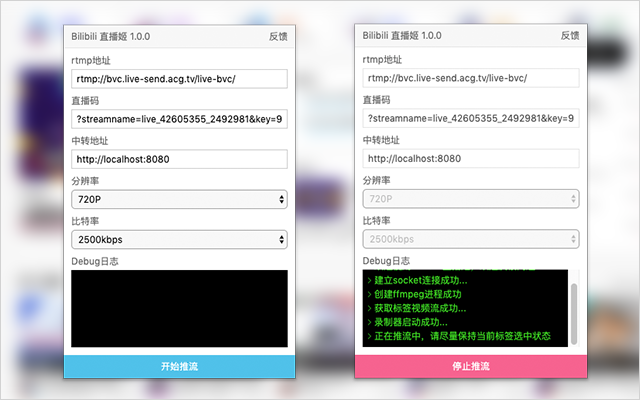 Bilibili 直播姬 1.0.0 反馈
rtmp地址
rtmp://bvc.live-send.acg.tv/live-bvc/
直播码
?streamname=live_42605355_2492981&key=9
中转地址
http://localhost:8080
分辨率
720P
比特率
2500kbps
Debug日志
开始推流
Bilibili 直播姬 1.0.0 反馈
rtmp地址
rtmp://bvc.live-send.acg.tv/live-bvc/
直播码
?streamname=live_42605355_2492981&key=9
中转地址
http://localhost:8080
分辨率
720P
比特率
2500kbps
Debug日志
> 建立socket连接成功...
> 创建ffmpeg进程成功
> 获取标签视频流成功...
> 录制器启动成功...
> 正在推流中，请尽量保持当前标签选中状态
停止推流